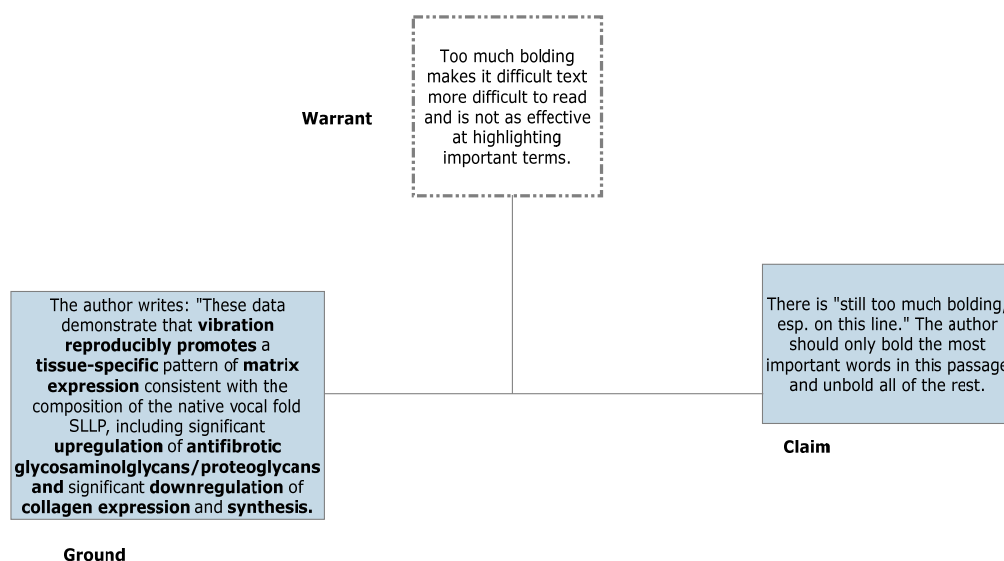 Too much bolding
makes it difficult text
more difficult to read
and is not as effective
at highlighting
important terms.
Warrant
The author writes: "These data
demonstrate that vibration
reproducibly promotes a
tissue-specific pattern of matrix
expression consistent with the
composition of the native vocal fold
SLLP, including significant
upregulation of antifibrotic
glycosaminolglycans/proteoglycans
and significant downregulation of
collagen expression and synthesis.
Ground
There is "still too much bolding,
esp. on this line." The author
should only bold the most
important words in this passage
and unbold all of the rest.
Claim